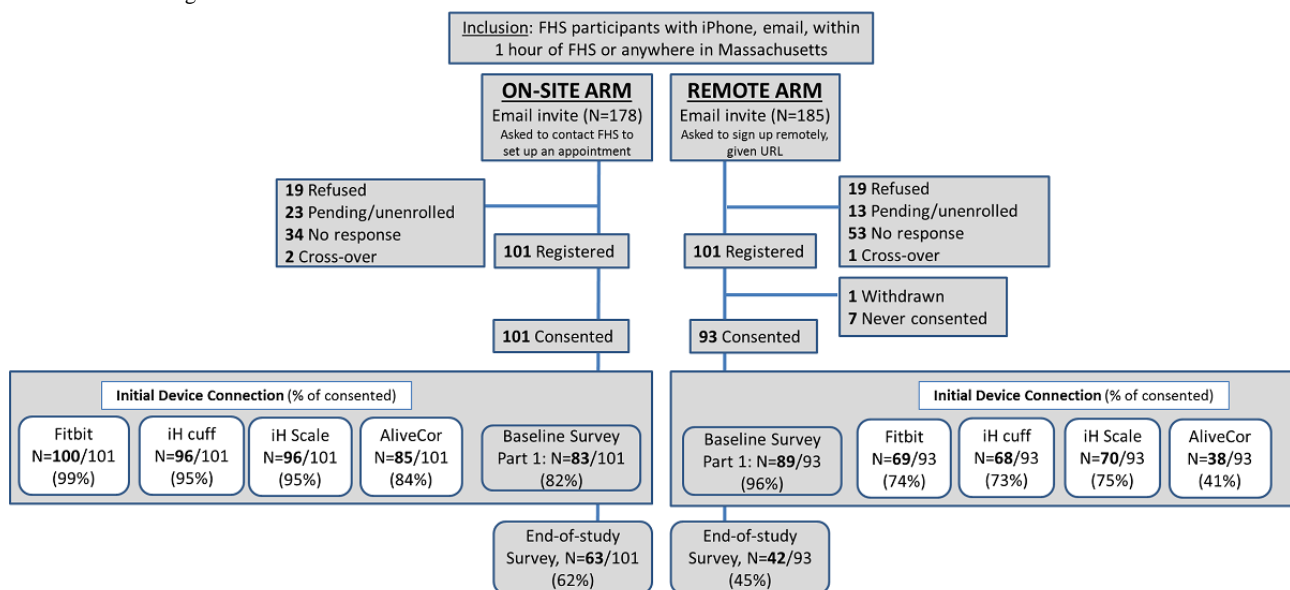 Inclusion: FHS participants with iPhone, email, within
1 hour of FHS or anywhere in Massachusetts
ON-SITE ARM
Email invite (N=178)
Asked to contact FHS to
set up an appointment
REMOTE ARM
Email invite (N=185)
Asked to sign up remotely,
given URL
19 Refused
23 Pending/unenrolled
34 No response
2 Cross-over
101 Registered
101 Registered
19 Refused
13 Pending/unenrolled
53 No response
1 Cross-over
1 Withdrawn
7 Never consented
101 Consented
93 Consented
Initial Device Connection (% of consented)
Fitbit
N=100/101
(99%)
iH cuff
N=96/101
(95%)
iH Scale
N=96/101
(95%)
AliveCor
N=85/101
(84%)
Baseline Survey
Part 1: N=83/101
(82%)
Initial Device Connection (% of consented)
Baseline Survey
Part 1: N=89/93
(96%)
Fitbit
N=69/93
(74%)
iH cuff
N=68/93
(73%)
iH Scale
N=70/93
(75%)
AliveCor
N=38/93
(41%)
End-of-study
Survey, N=63/101
(62%)
End-of-study
Survey, N=42/93
(45%)